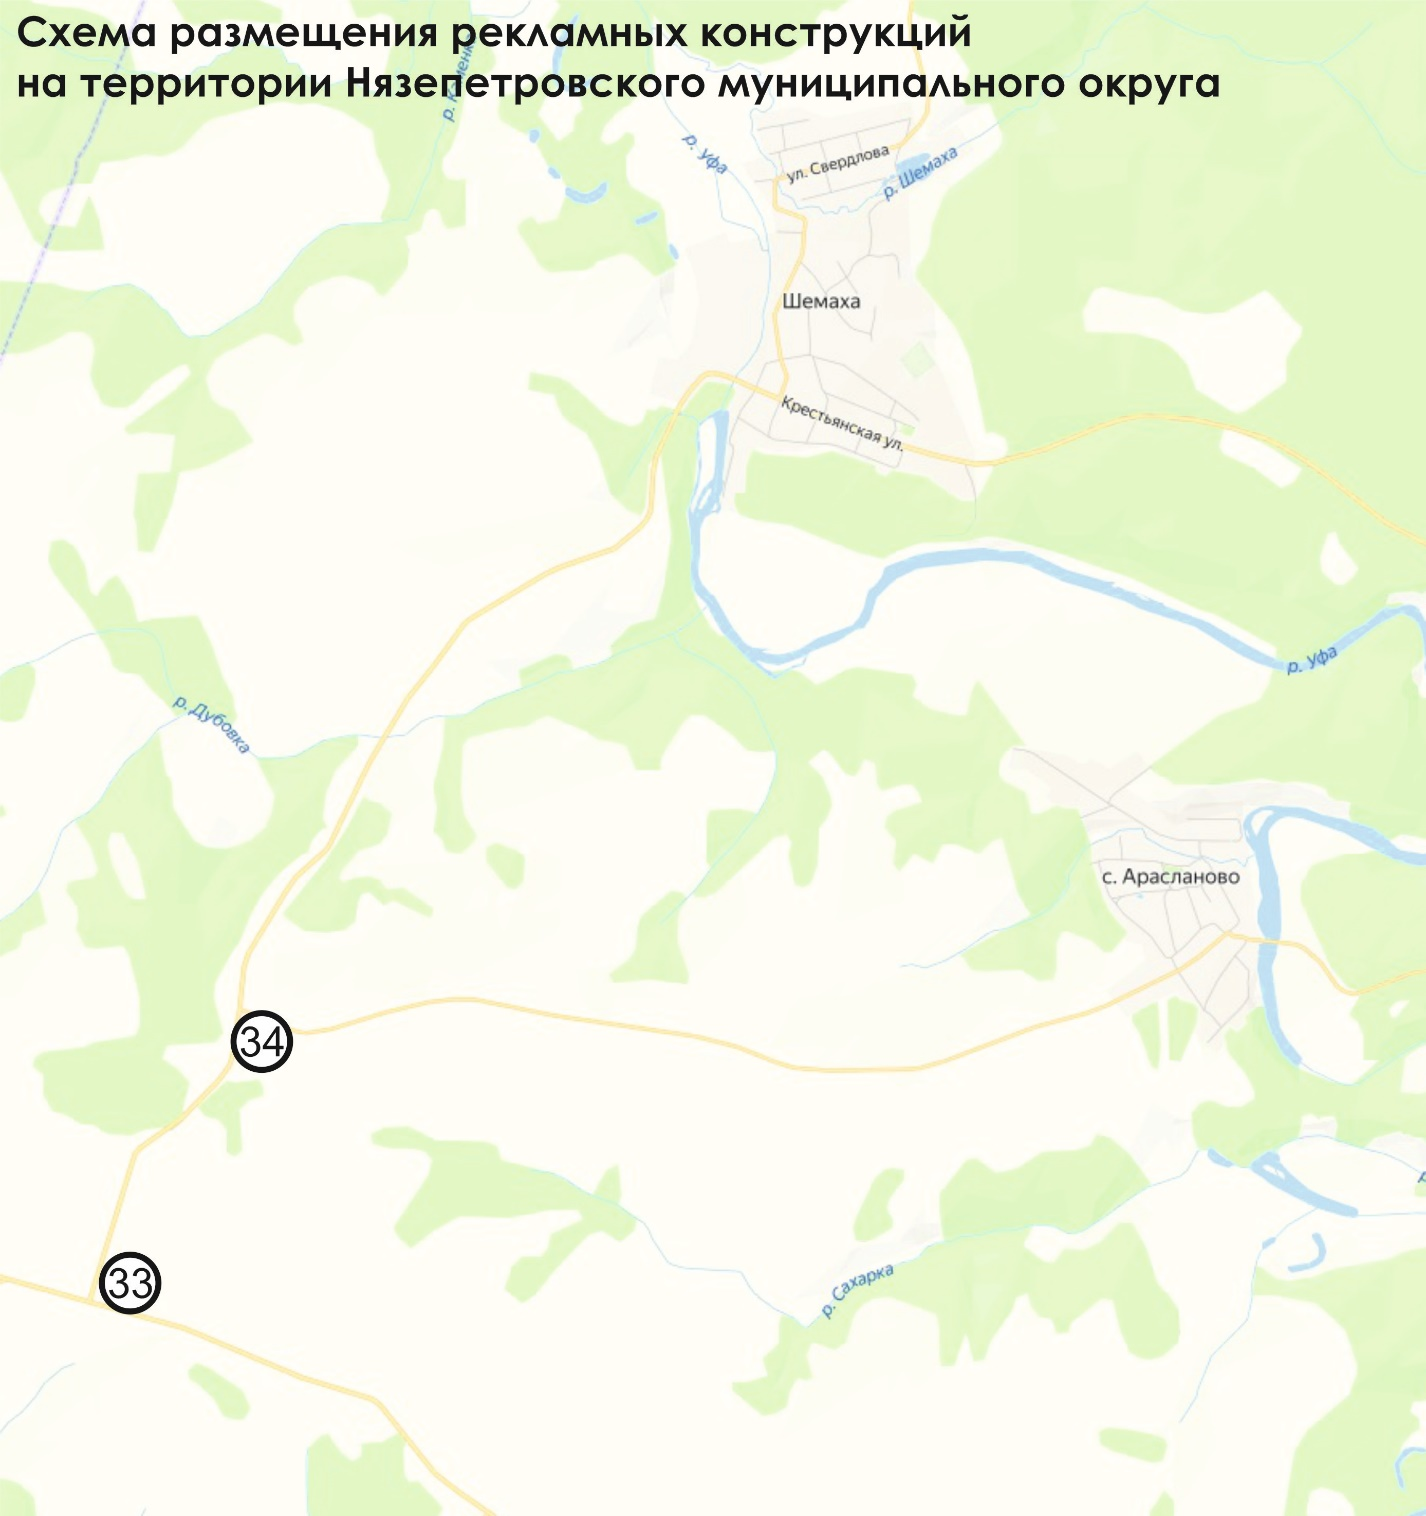 Схема размещения рекламных конструкций
на территории Нязепетровского муниципального округа
р. Каменка
р. Уфа
ул. Свердлова
р. Шемаха
Шемаха
Крестьянская ул.
р. Уфа
р. Дубовка
с. Арасланово
34
р.
33
р. Сахарка